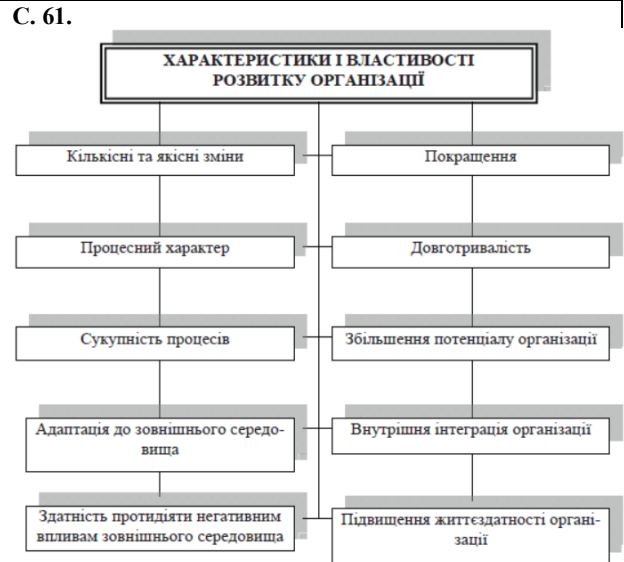 С. 61.
ХАРАКТЕРИСТИКИ І ВЛАСТИВОСТІ
РОЗВИТКУ ОРГАНІЗАЦІЇ
Кількісні та якісні зміни
Покращення
Процесний характер
Довготривалість
Сукупність процесів
Збільшення потенціалу організації
Адаптація до зовнішнього середо-
вища
Внутрішня інтеграція організації
Здатність протидіяти негативним
впливам зовнішнього середовища
Підвищення життєздатності органі-
зації